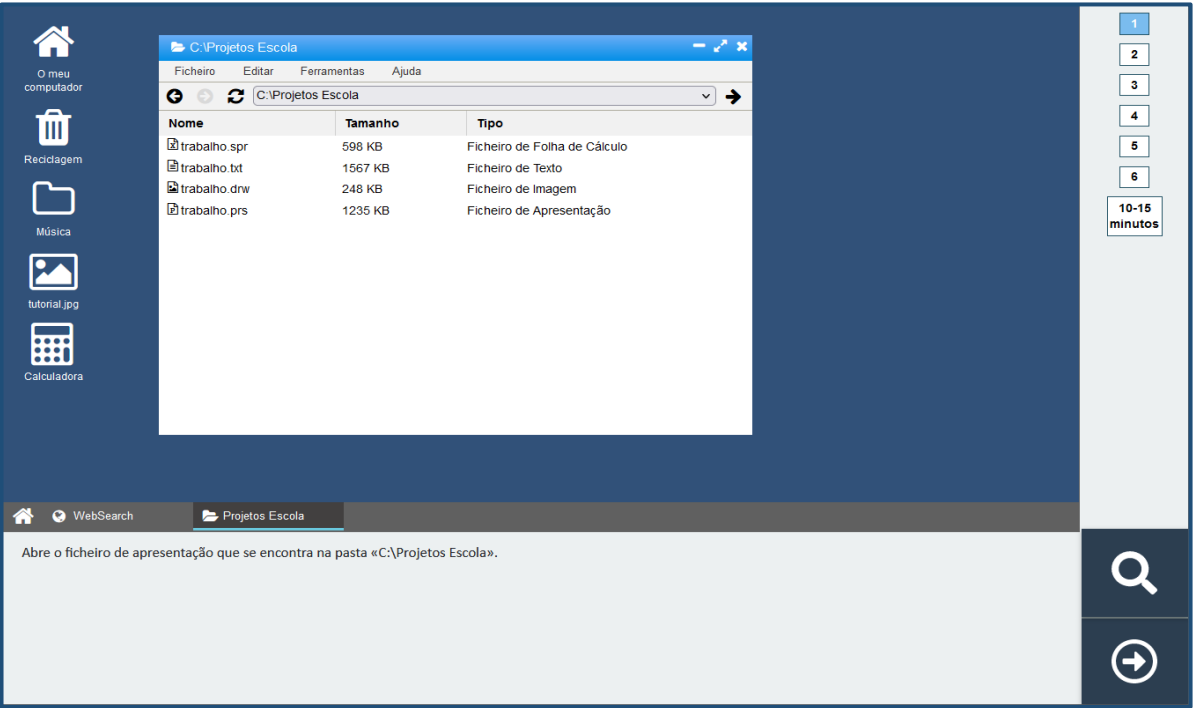 O meu
computador
Reciclagem
Música
tutorial.jpg
Calculadora
C:\Projetos Escola
Ficheiro Editar Ferramentas Ajuda
C:\Projetos Escola
Nome Tamanho Tipo
trabalho.spr 598 KB Ficheiro de Folha de Cálculo
trabalho.txt 1567 KB Ficheiro de Texto
trabalho.drw 248 KB Ficheiro de Imagem
trabalho.prs 1235 KB Ficheiro de Apresentação
1
2
3
4
5
6
10-15
minutos
WebSearch Projetos Escola
Abre o ficheiro de apresentação que se encontra na pasta «C:\Projetos Escola».